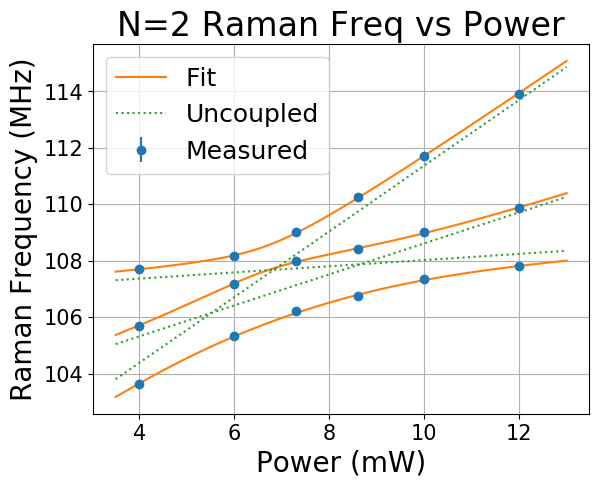 N=2 Raman Freq vs Power
Raman Frequency (MHz)
114
112
110
108
106
104
Fit
Uncoupled
Measured
4
6
8
10
12
Power (mW)